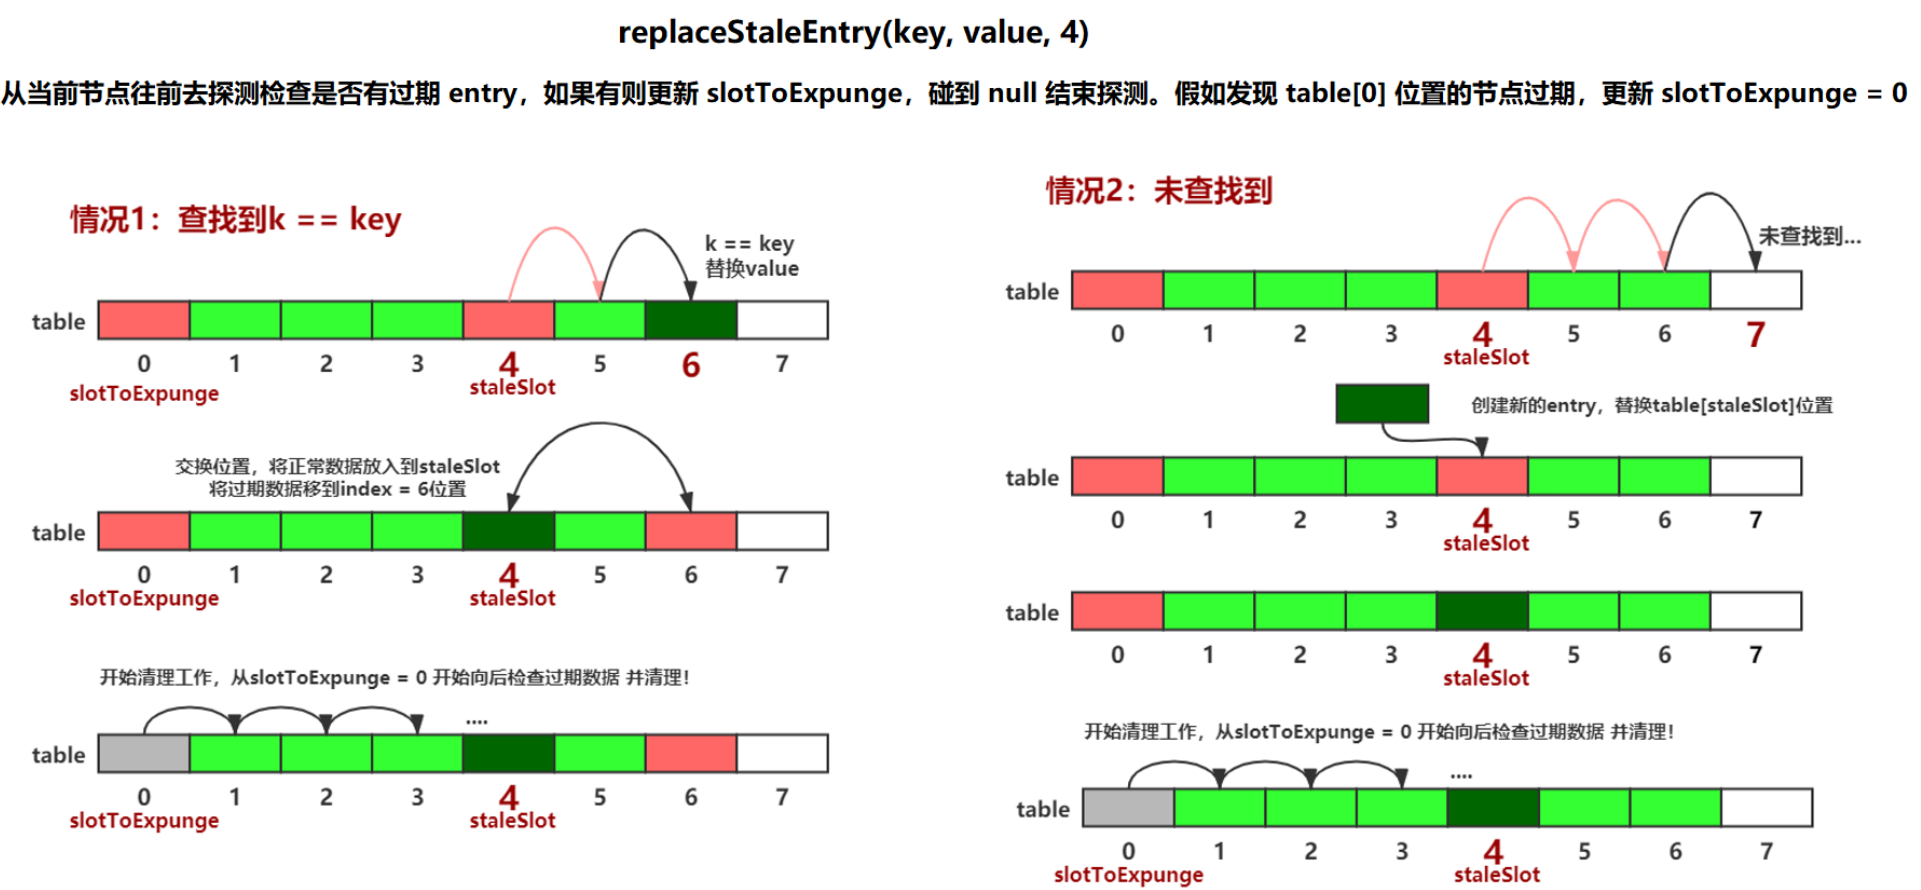 replaceStaleEntry(key, value, 4)
从当前节点往前去探测检查是否有过期 entry，如果有则更新 slotToExpunge，碰到 null 结束探测。假如发现 table[0] 位置的节点过期，更新 slotToExpunge = 0
情况1：查找到k == key
k == key
替换value
table
0 1 2 3 4 5 6 7
slotToExpunge staleSlot
交换位置，将正常数据放入到staleSlot
将过期数据移到index = 6位置
table
0 1 2 3 4 5 6 7
slotToExpunge staleSlot
开始清理工作，从slotToExpunge = 0 开始向后检查过期数据 并清理！
....
table
0 1 2 3 4 5 6 7
slotToExpunge staleSlot
情况2：未查找到
未查找到...
table
0 1 2 3 4 5 6 7
staleSlot
创建新的entry，替换table[staleSlot]位置
table
0 1 2 3 4 5 6 7
staleSlot
table
0 1 2 3 4 5 6 7
staleSlot
开始清理工作，从slotToExpunge = 0 开始向后检查过期数据 并清理！
....
table
0 1 2 3 4 5 6 7
slotToExpunge staleSlot